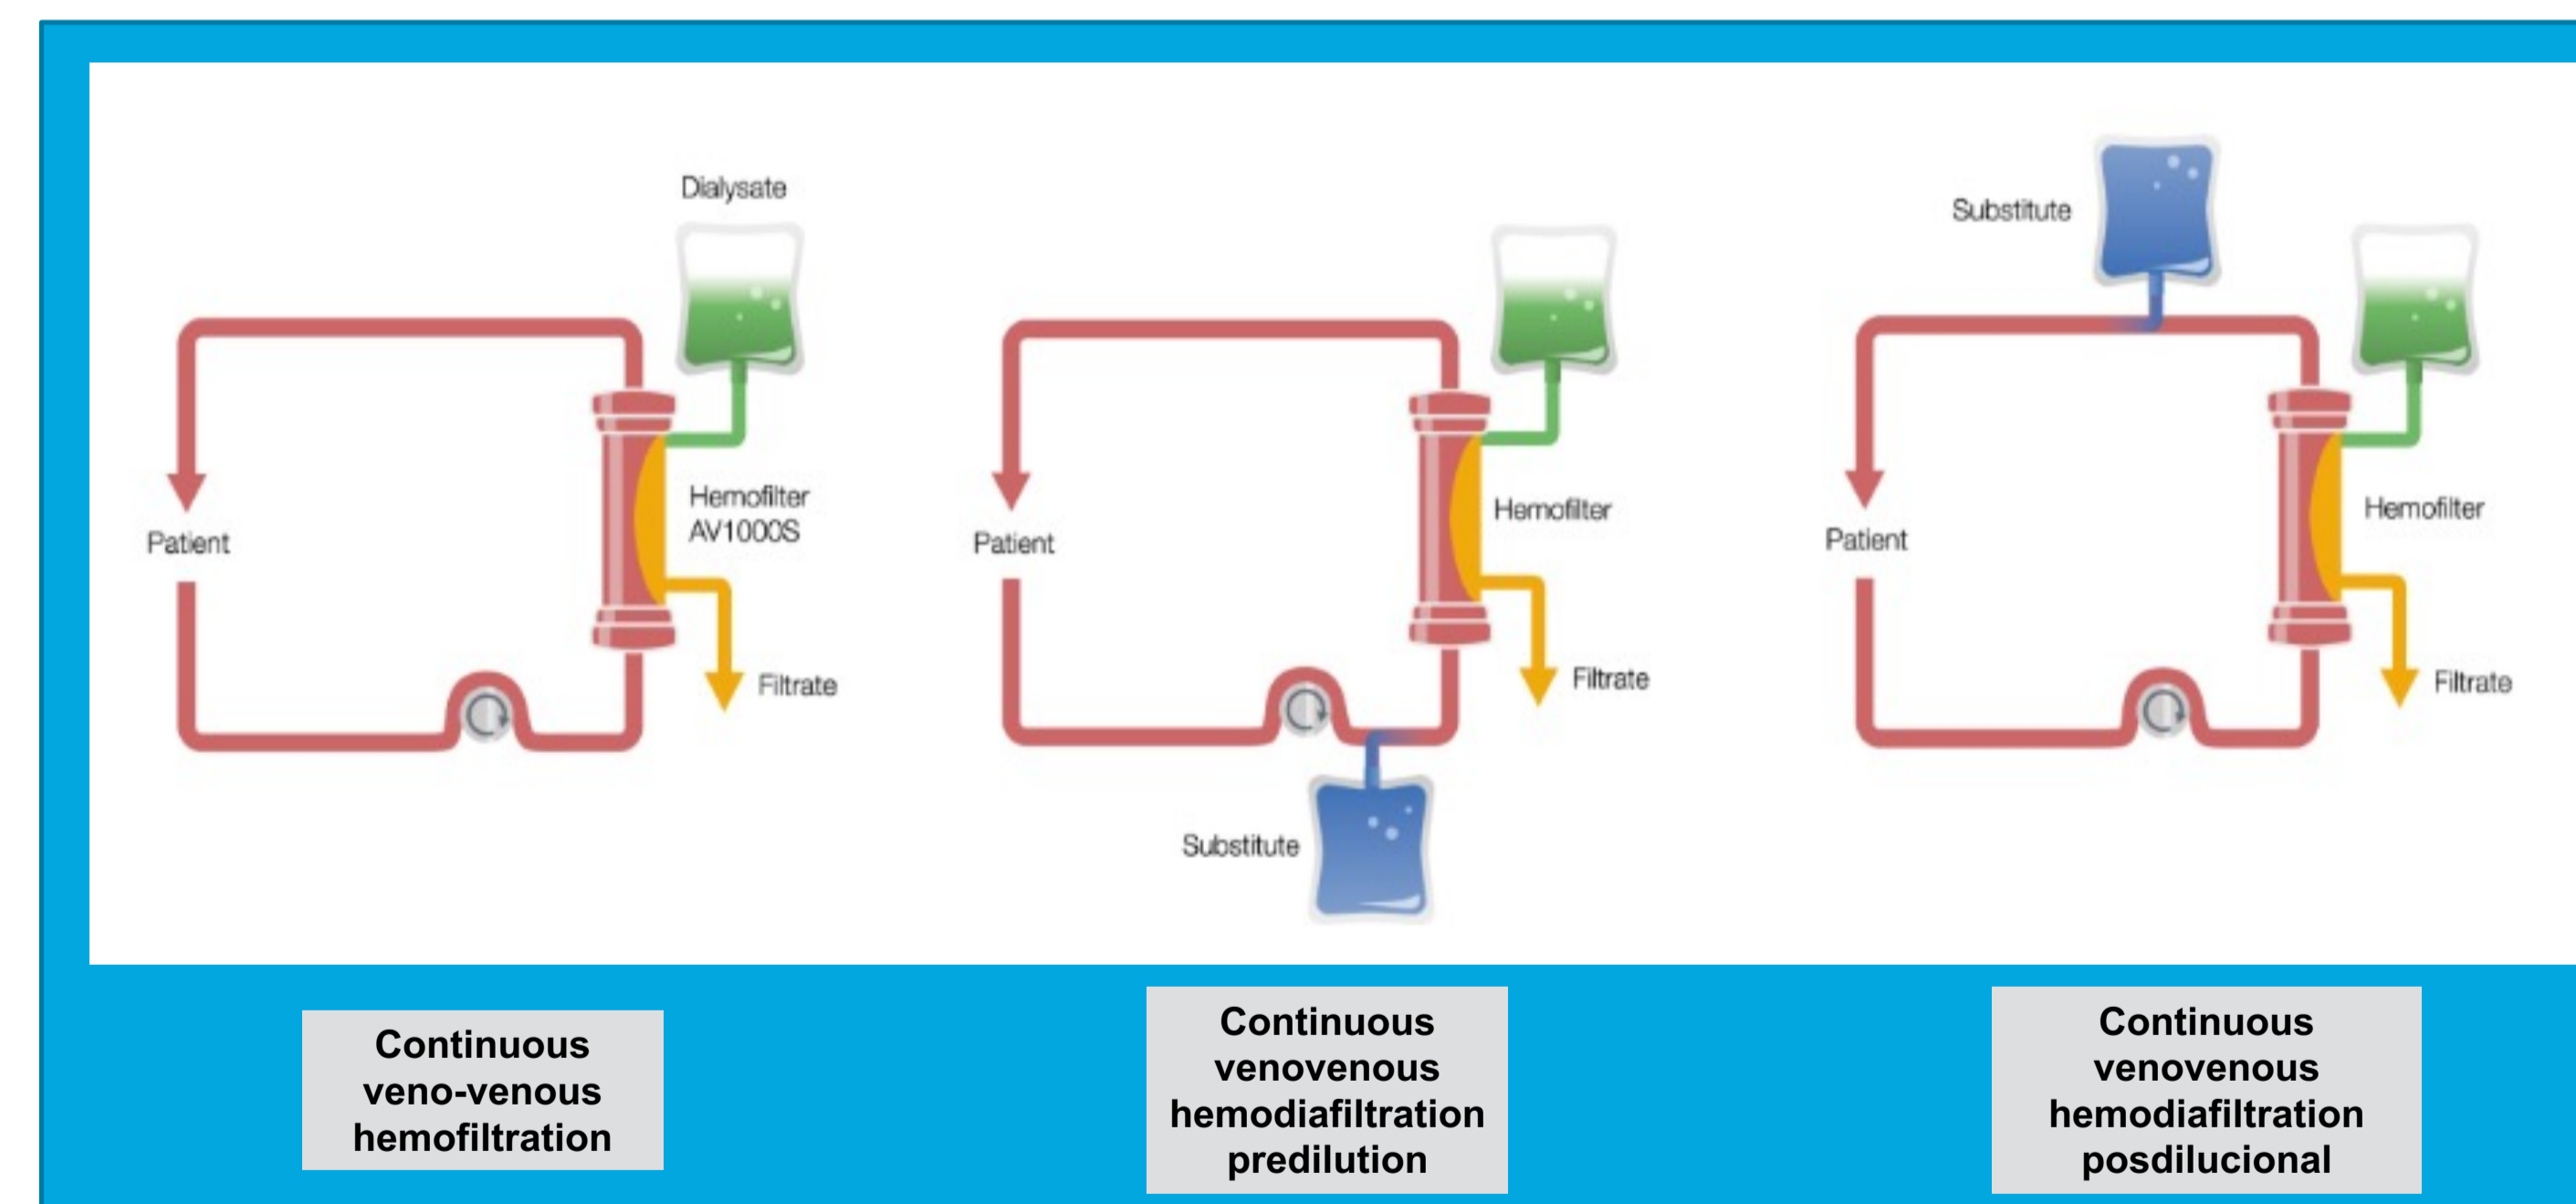 Dialysate
Hemofilter
AV1000S
Patient
Filtrate
Hemofilter
Patient
Filtrate
Substitute
Substitute
Hemofilter
Patient
Filtrate
Continuous
veno-venous
hemofiltration
Continuous
venovenous
hemodiafiltration
predilution
Continuous
venovenous
hemodiafiltration
posdilucional